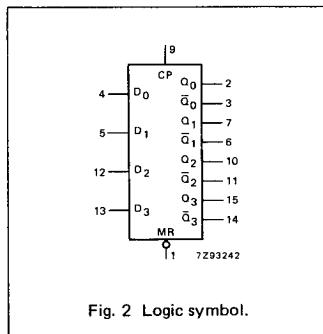 9
CP
4 D0 Q0 2
Q̄0 3
5 D1 Q1 7
Q̄1 6
12 D2 Q2 10
Q̄2 11
13 D3 Q3 15
Q̄3 14
MR
1 7Z93242
Fig. 2 Logic symbol.